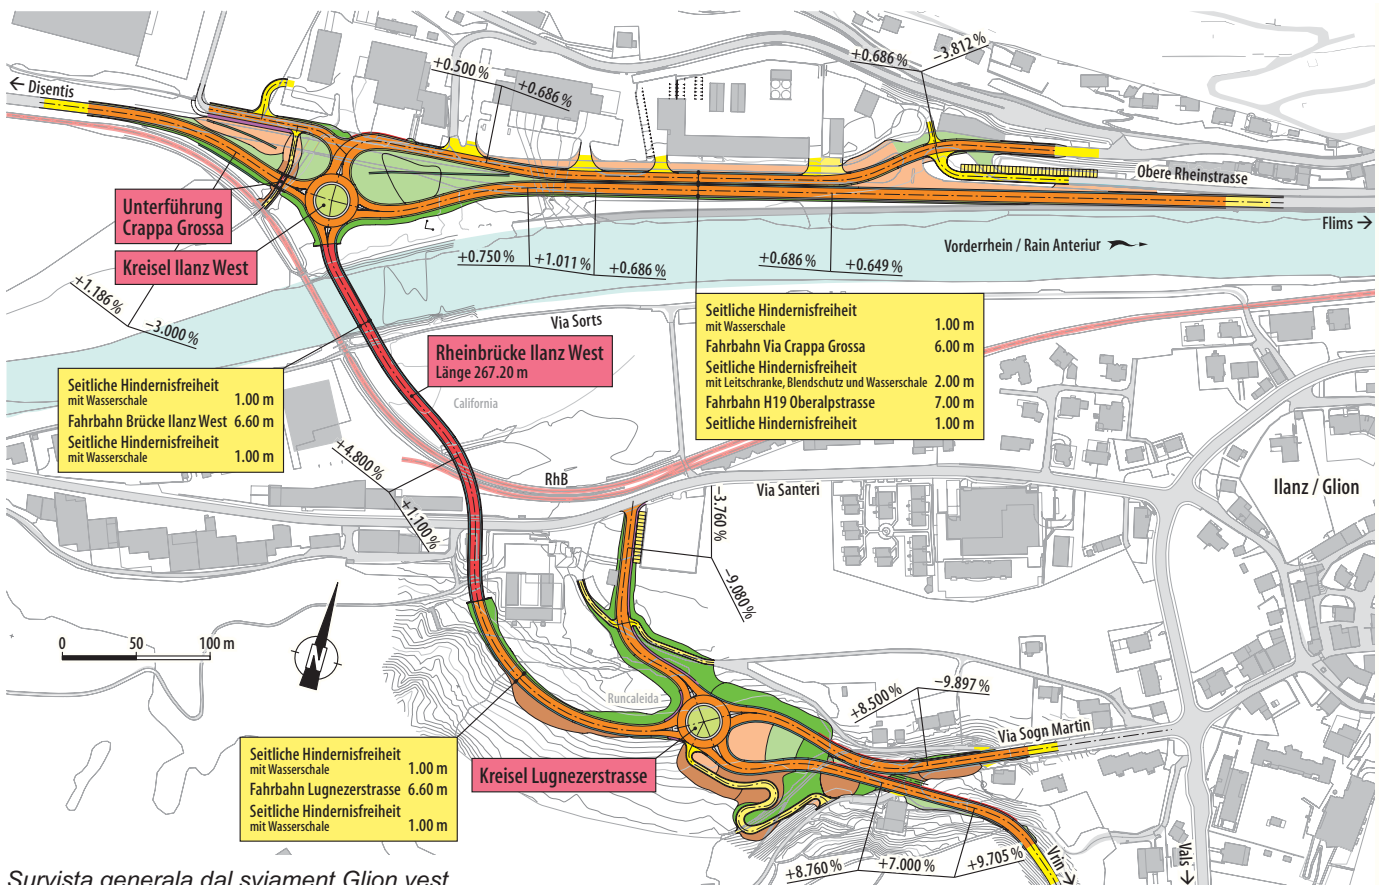 ← Disentis
+0.500 %
+0.686 %
+0.686 %
−3.812 %
Obere Rheinstrasse
Flims →
Unterführung
Crappa Grossa
Kreisel Ilanz West
+1.186 %
−3.000 %
+0.750 %
+1.011 %
+0.686 %
+0.686 %
+0.649 %
Vorderrhein / Rain Anteriur
Via Sorts
Rheinbrücke Ilanz West
Länge 267.20 m
California
Seitliche Hindernisfreiheit
mit Wasserschale 1.00 m
Fahrbahn Via Crappa Grossa 6.00 m
Seitliche Hindernisfreiheit
mit Leitschranke, Blendschutz und Wasserschale 2.00 m
Fahrbahn H19 Oberalpstrasse 7.00 m
Seitliche Hindernisfreiheit 1.00 m
Seitliche Hindernisfreiheit
mit Wasserschale 1.00 m
Fahrbahn Brücke Ilanz West 6.60 m
Seitliche Hindernisfreiheit
mit Wasserschale 1.00 m
+4.800 %
+1.100 %
RhB
Via Santeri
Ilanz / Glion
−3.760 %
−9.080 %
0 50 100 m
N
Runcaleida
+8.500 %
−9.897 %
Via Sogn Martin
Seitliche Hindernisfreiheit
mit Wasserschale 1.00 m
Fahrbahn Lugnezerstrasse 6.60 m
Seitliche Hindernisfreiheit
mit Wasserschale 1.00 m
Kreisel Lugnezerstrasse
+8.760 %
+7.000 %
+9.705 %
Vrin →
Vals →
Survista generala dal sviament Glion vest